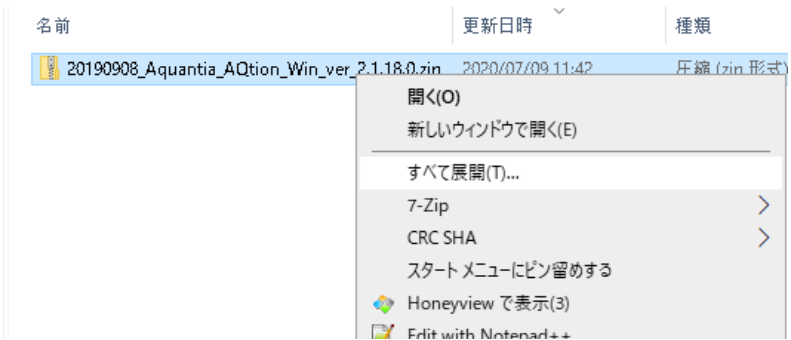 名前 更新日時 種類
20190908_Aquantia_AQtion_Win_ver_2.1.18.0.zip 2020/07/09 11:42 圧縮 (zip 形式)
開く(O)
新しいウィンドウで開く(E)
すべて展開(T)...
7-Zip
CRC SHA
スタート メニューにピン留めする
Honeyview で表示(3)
Edit with Notepad++